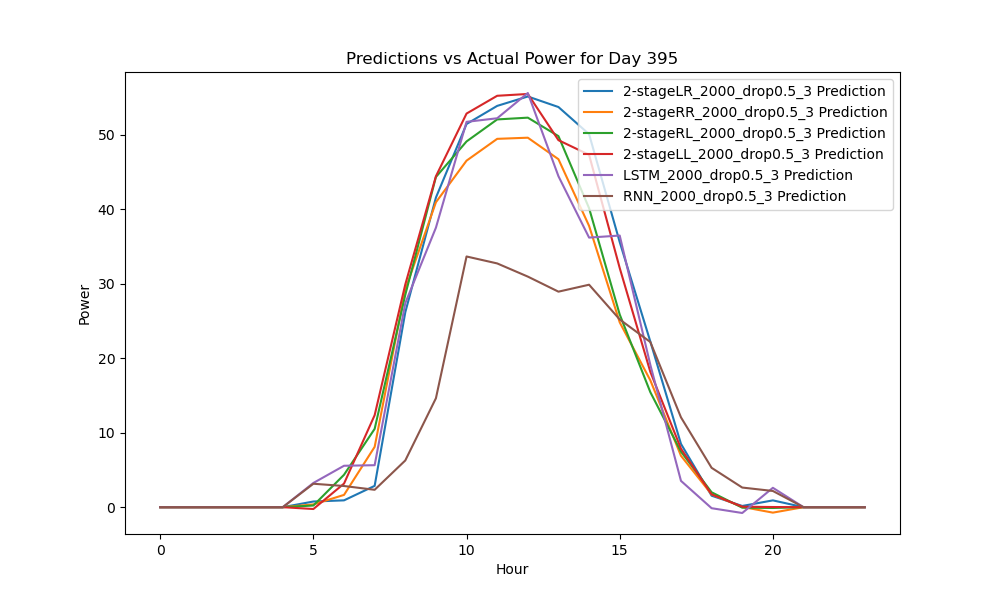 Predictions vs Actual Power for Day 395
2-stageLR_2000_drop0.5_3 Prediction
2-stageRR_2000_drop0.5_3 Prediction
2-stageRL_2000_drop0.5_3 Prediction
2-stageLL_2000_drop0.5_3 Prediction
LSTM_2000_drop0.5_3 Prediction
RNN_2000_drop0.5_3 Prediction
Power
50
40
30
20
10
0
0 5 10 15 20
Hour